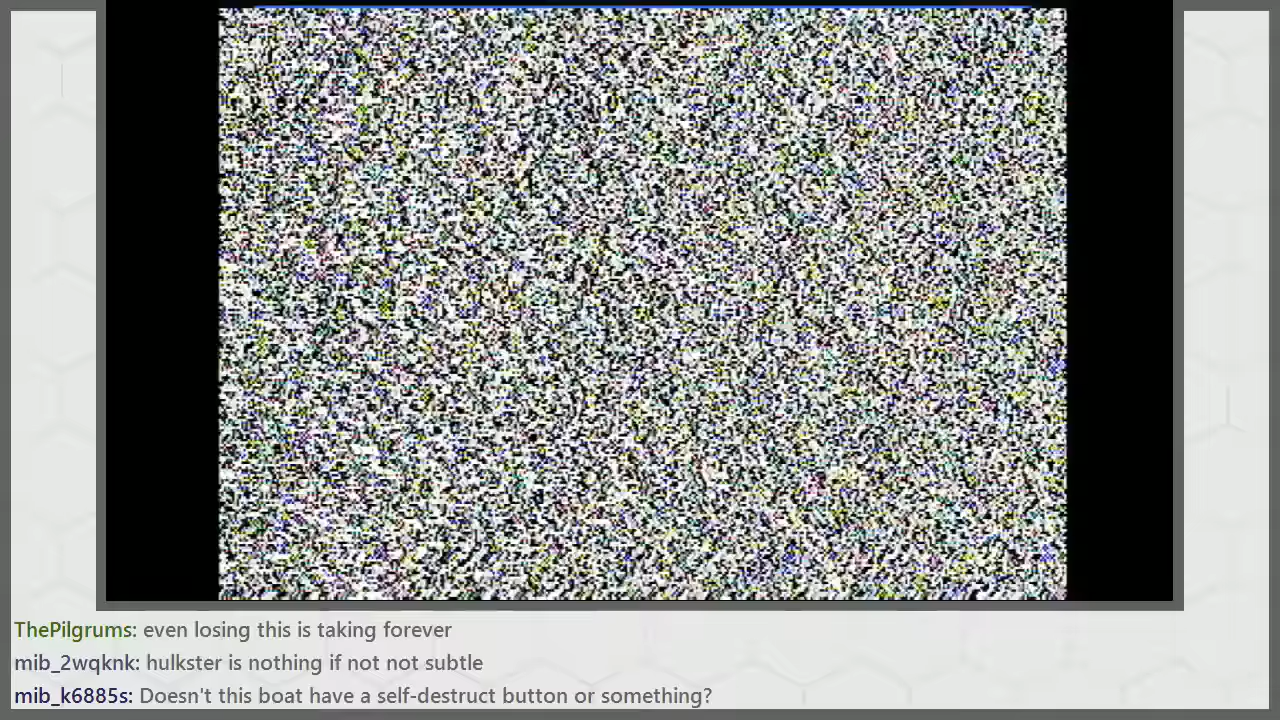 ThePilgrums: even losing this is taking forever
mib_2wqknk: hulkster is nothing if not not subtle
mib_k6885s: Doesn't this boat have a self-destruct button or something?